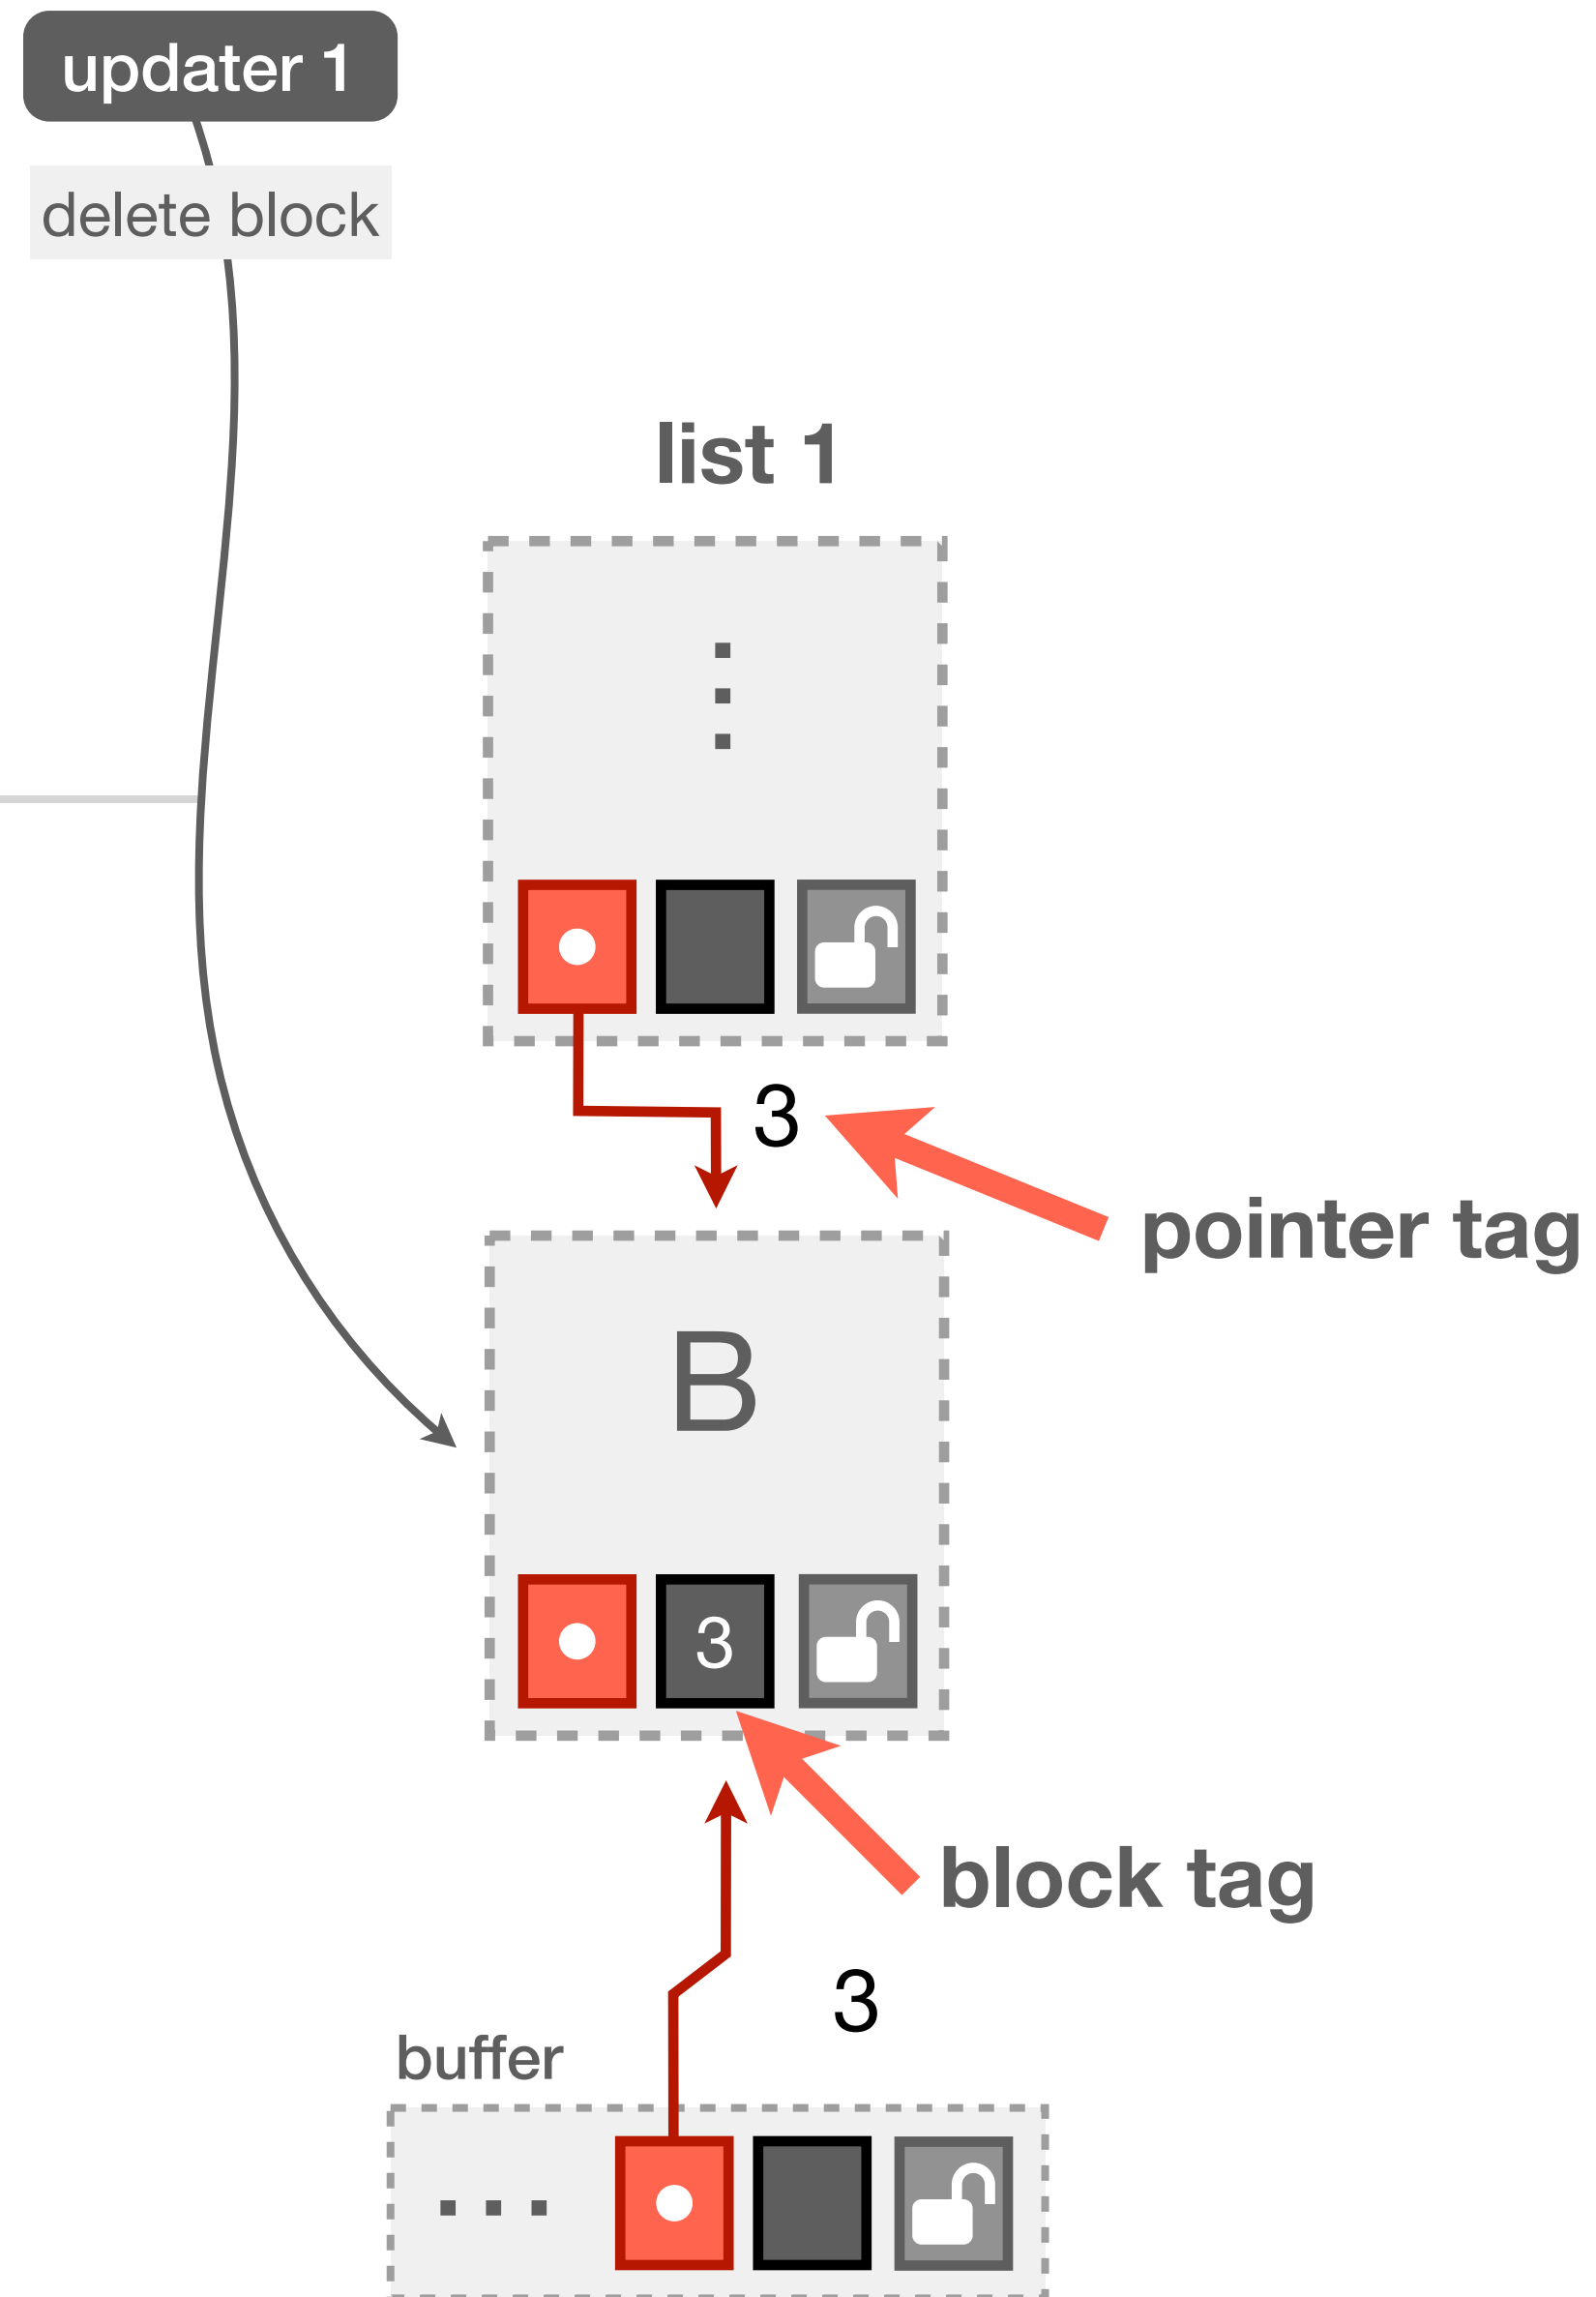 updater 1
delete block
list 1
3
pointer tag
B
3
block tag
3
buffer